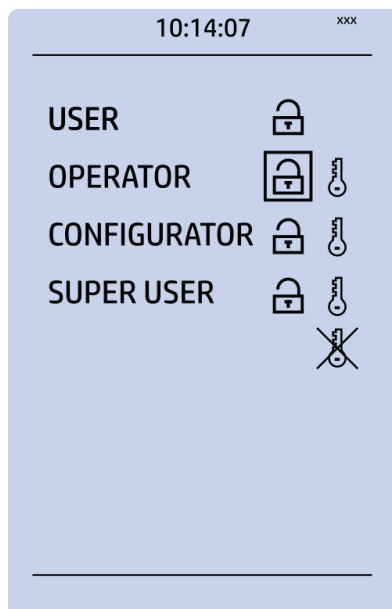 10:14:07 xxx
USER
OPERATOR
CONFIGURATOR
SUPER USER